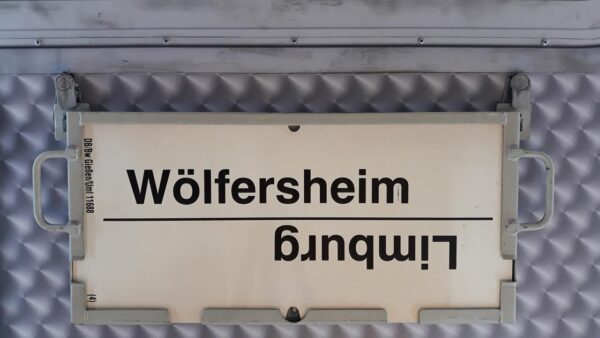 Wölfersheim
Limburg
DB/Bw Gießen/Uml 11688
(4)